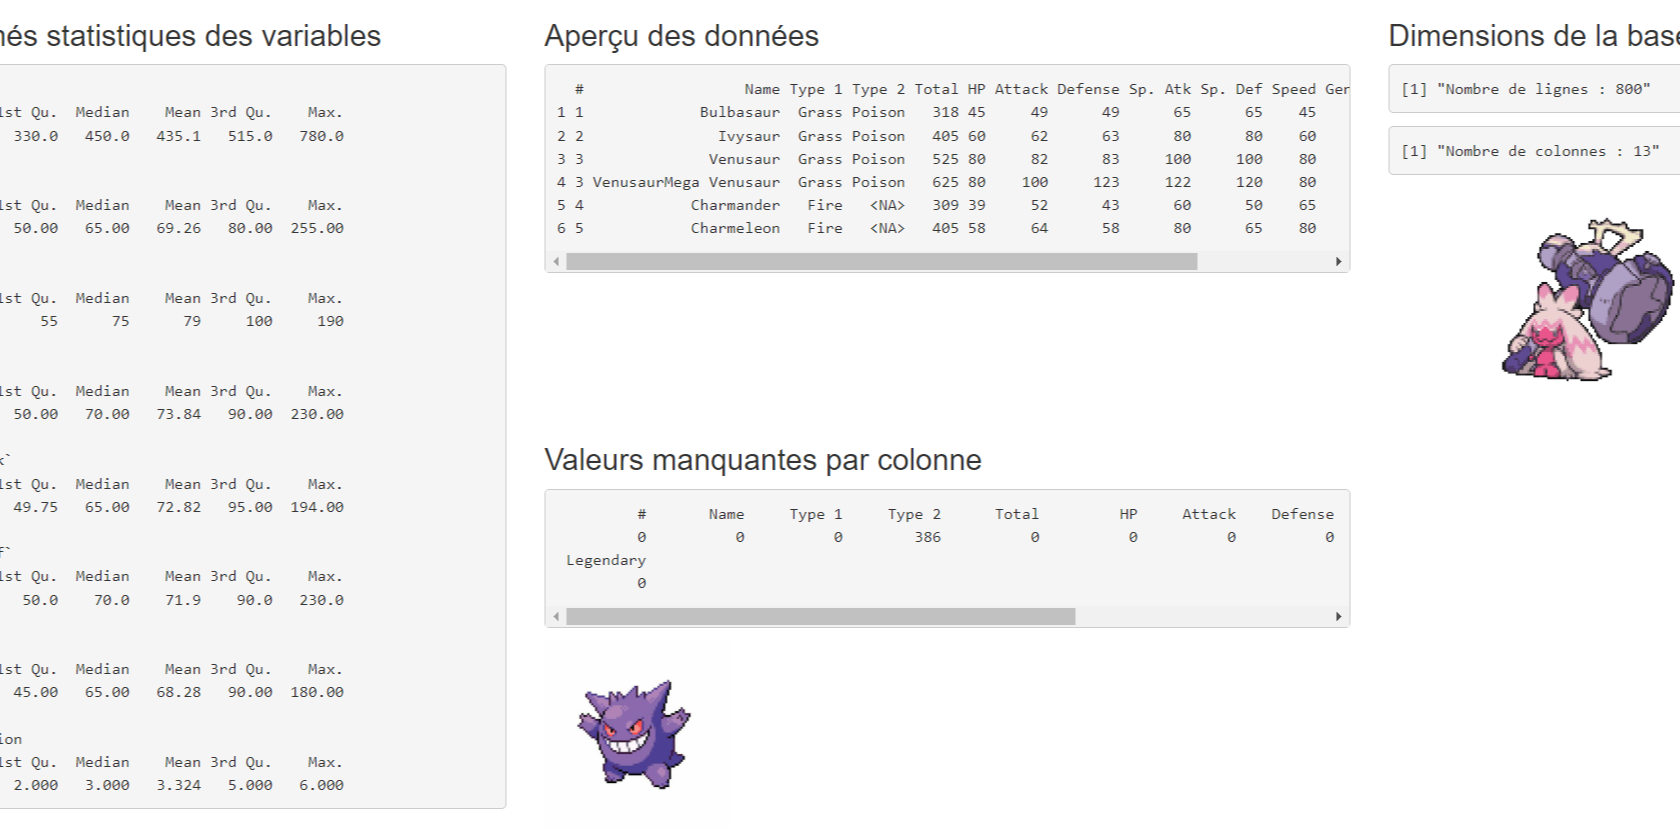 nés statistiques des variables
1st Qu. Median Mean 3rd Qu. Max.
330.0 450.0 435.1 515.0 780.0
1st Qu. Median Mean 3rd Qu. Max.
50.00 65.00 69.26 80.00 255.00
1st Qu. Median Mean 3rd Qu. Max.
55 75 79 100 190
1st Qu. Median Mean 3rd Qu. Max.
50.00 70.00 73.84 90.00 230.00
k`
1st Qu. Median Mean 3rd Qu. Max.
49.75 65.00 72.82 95.00 194.00
f`
1st Qu. Median Mean 3rd Qu. Max.
50.0 70.0 71.9 90.0 230.0
1st Qu. Median Mean 3rd Qu. Max.
45.00 65.00 68.28 90.00 180.00
ion
1st Qu. Median Mean 3rd Qu. Max.
2.000 3.000 3.324 5.000 6.000
Aperçu des données
# Name Type 1 Type 2 Total HP Attack Defense Sp. Atk Sp. Def Speed Ger
1 1 Bulbasaur Grass Poison 318 45 49 49 65 65 45
2 2 Ivysaur Grass Poison 405 60 62 63 80 80 60
3 3 Venusaur Grass Poison 525 80 82 83 100 100 80
4 3 VenusaurMega Venusaur Grass Poison 625 80 100 123 122 120 80
5 4 Charmander Fire <NA> 309 39 52 43 60 50 65
6 5 Charmeleon Fire <NA> 405 58 64 58 80 65 80
Valeurs manquantes par colonne
# Name Type 1 Type 2 Total HP Attack Defense
0 0 0 386 0 0 0 0
Legendary
0
Dimensions de la base
[1] "Nombre de lignes : 800"
[1] "Nombre de colonnes : 13"